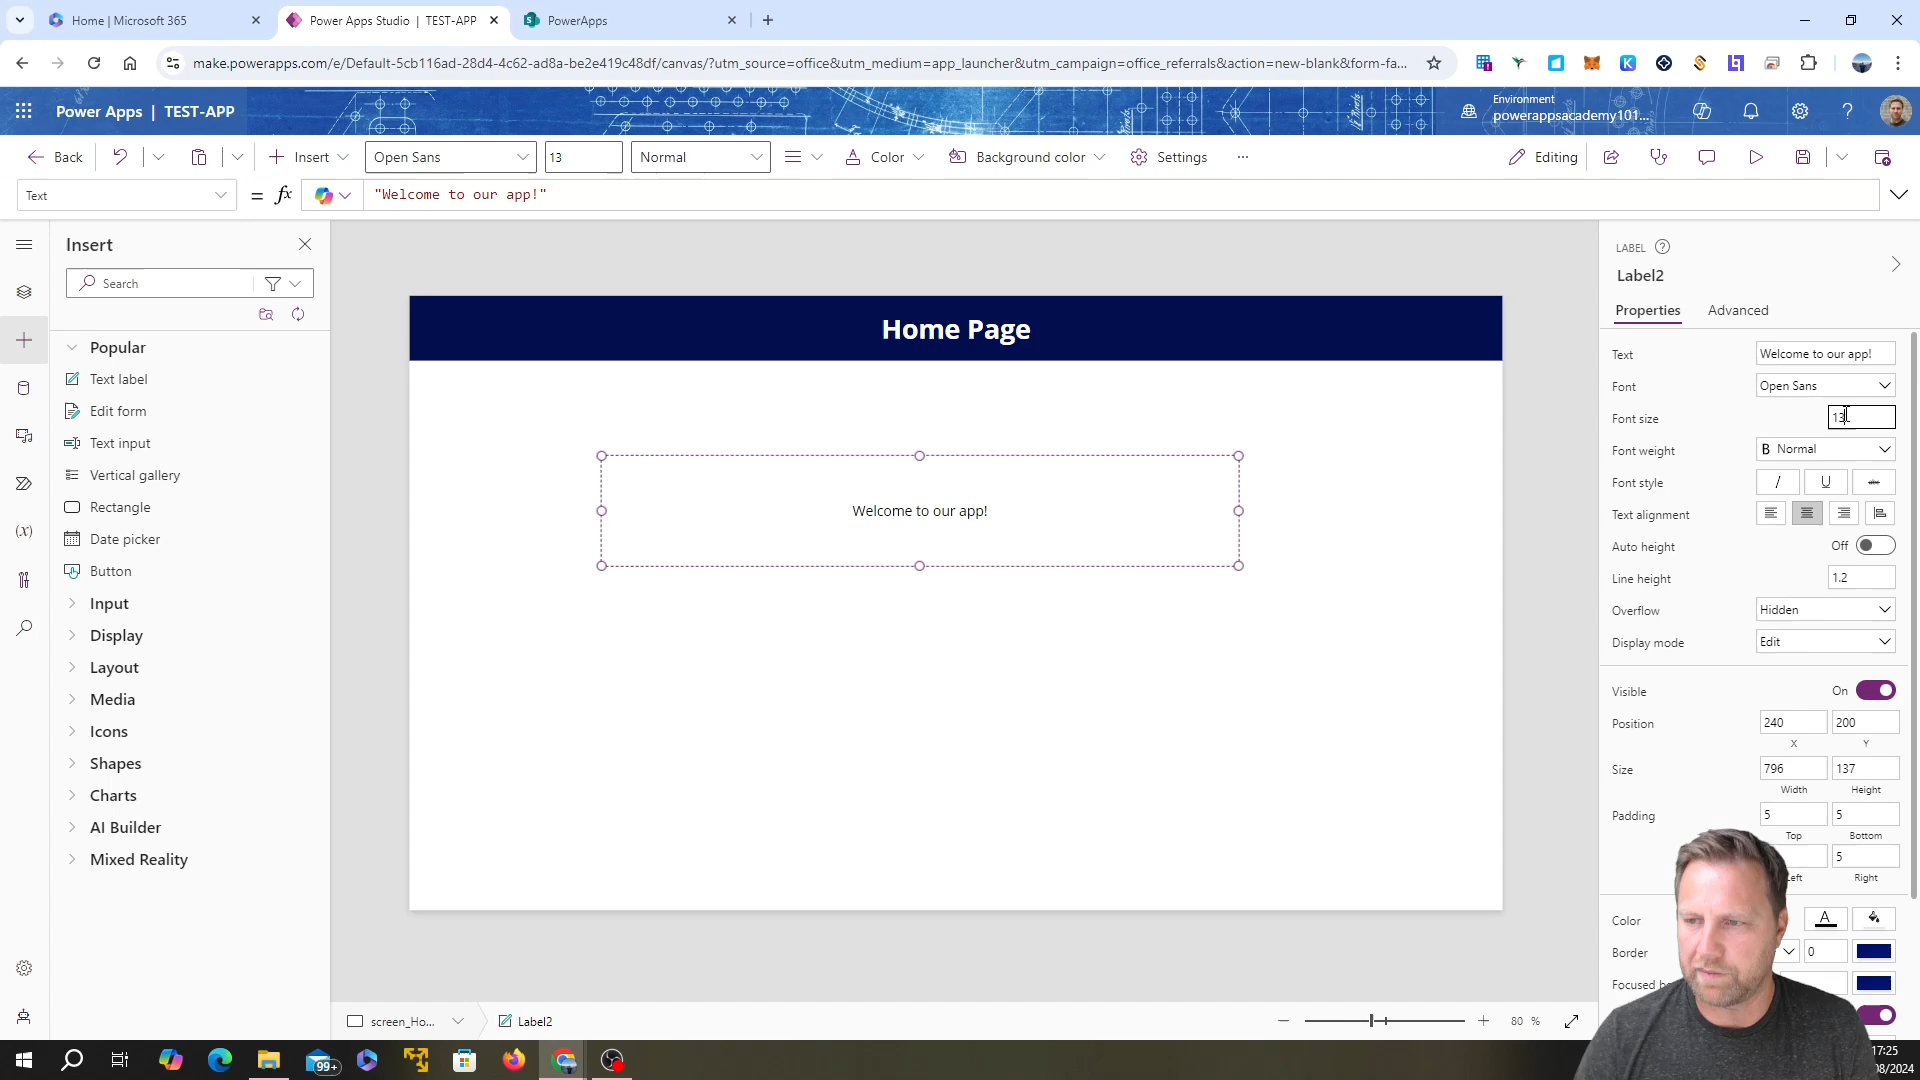 Home | Microsoft 365
Power Apps Studio | TEST-APP
PowerApps
make.powerapps.com/e/Default-5cb116ad-28d4-4c62-ad8a-be2e419c48df/canvas/?utm_source=office&utm_medium=app_launcher&utm_campaign=office_referrals&action=new-blank&form-fa...
Power Apps | TEST-APP
Environment
powerappsacademy101...
Back
Insert
Open Sans
13
Normal
Color
Background color
Settings
Editing
Text
= fx
"Welcome to our app!"
Insert
Search
Popular
Text label
Edit form
Text input
Vertical gallery
Rectangle
Date picker
Button
Input
Display
Layout
Media
Icons
Shapes
Charts
AI Builder
Mixed Reality
Home Page
Welcome to our app!
LABEL
Label2
Properties
Advanced
Text
Welcome to our app!
Font
Open Sans
Font size
13
Font weight
B Normal
Font style
Text alignment
Auto height
Off
Line height
1.2
Overflow
Hidden
Display mode
Edit
Visible
On
Position
240 200
X Y
Size
796 137
Width Height
Padding
5 5
Top Bottom
5
Left Right
Color
Border
0
Focused
screen_Ho...
Label2
80 %
99+
17:25
08/2024